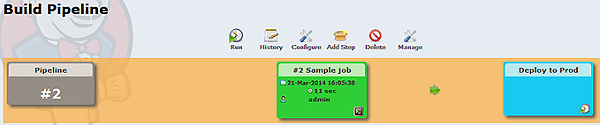 Build Pipeline
Run History Configure Add Step Delete Manage
Pipeline
#2
#2 Sample job
21-Mar-2014 16:05:38
11 sec
admin
Deploy to Prod